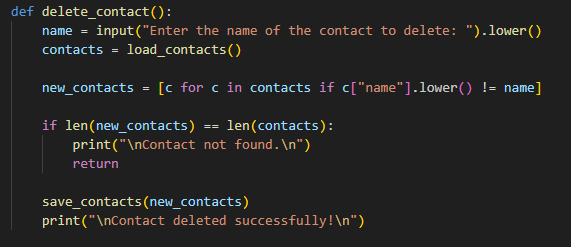 def delete_contact():
    name = input("Enter the name of the contact to delete: ").lower()
    contacts = load_contacts()
    new_contacts = [c for c in contacts if c["name"].lower() != name]
    if len(new_contacts) == len(contacts):
        print("\nContact not found.\n")
        return
    save_contacts(new_contacts)
    print("\nContact deleted successfully!\n")